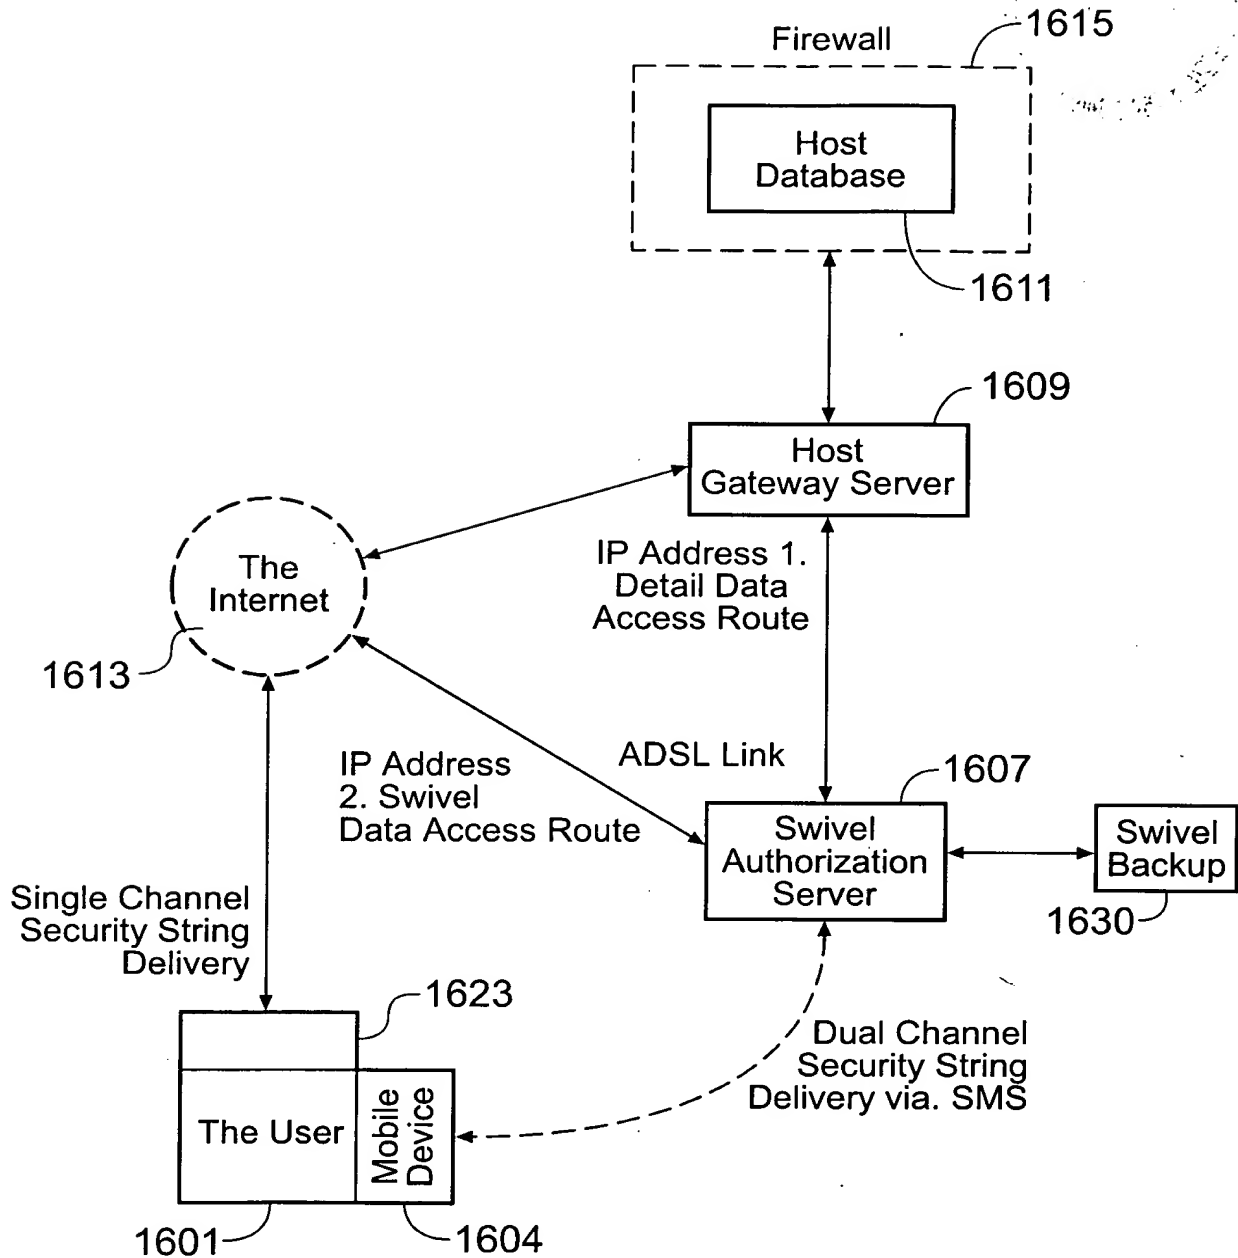 1615
Firewall
Host
Database
1611
1609
Host
Gateway Server
The
Internet
1613
IP Address 1.
Detail Data
Access Route
IP Address
2. Swivel
Data Access Route
ADSL Link
1607
Swivel
Authorization
Server
Swivel
Backup
1630
Single Channel
Security String
Delivery
1623
The User
Mobile
Device
Dual Channel
Security String
Delivery via. SMS
1601
1604